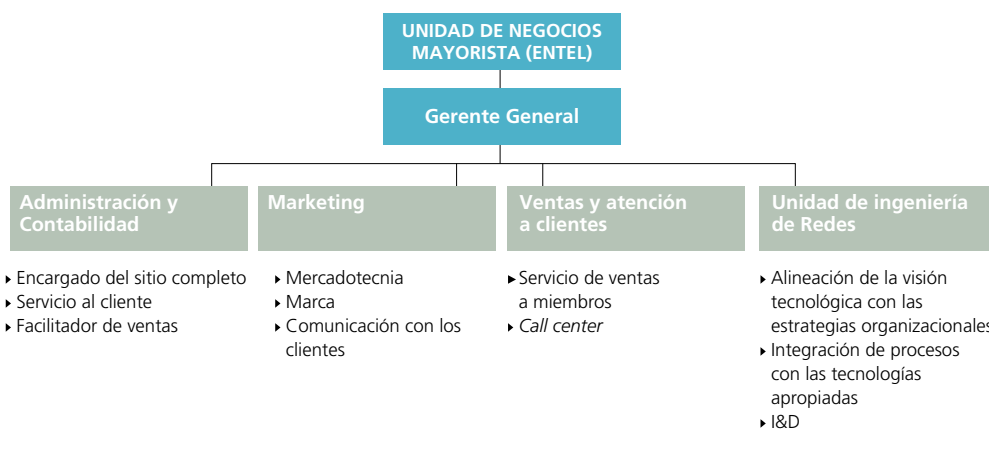 UNIDAD DE NEGOCIOS
MAYORISTA (ENTEL)
Gerente General
Administración y
Contabilidad
Encargado del sitio completo
Servicio al cliente
Facilitador de ventas
Marketing
Mercadotecnia
Marca
Comunicación con los
clientes
Ventas y atención
a clientes
Servicio de ventas
a miembros
Call center
Unidad de ingeniería
de Redes
Alineación de la visión
tecnológica con las
estrategias organizacionales
Integración de procesos
con las tecnologías
apropiadas
I&D